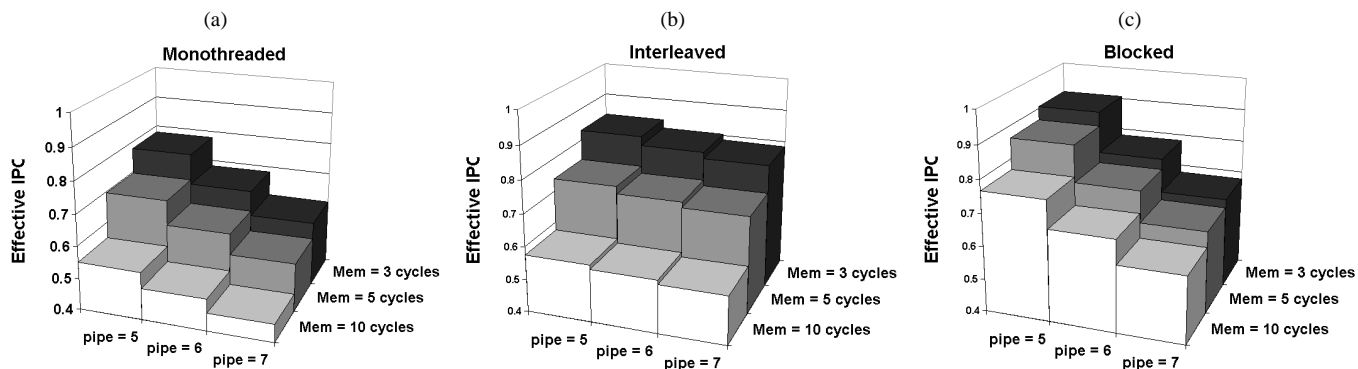 (a)
Monothreaded
Effective IPC
1
0.9
0.8
0.7
0.6
0.5
0.4
pipe = 5
pipe = 6
pipe = 7
Mem = 3 cycles
Mem = 5 cycles
Mem = 10 cycles
(b)
Interleaved
Effective IPC
1
0.9
0.8
0.7
0.6
0.5
0.4
pipe = 5
pipe = 6
pipe = 7
Mem = 3 cycles
Mem = 5 cycles
Mem = 10 cycles
(c)
Blocked
Effective IPC
1
0.9
0.8
0.7
0.6
0.5
0.4
pipe = 5
pipe = 6
pipe = 7
Mem = 3 cycles
Mem = 5 cycles
Mem = 10 cycles